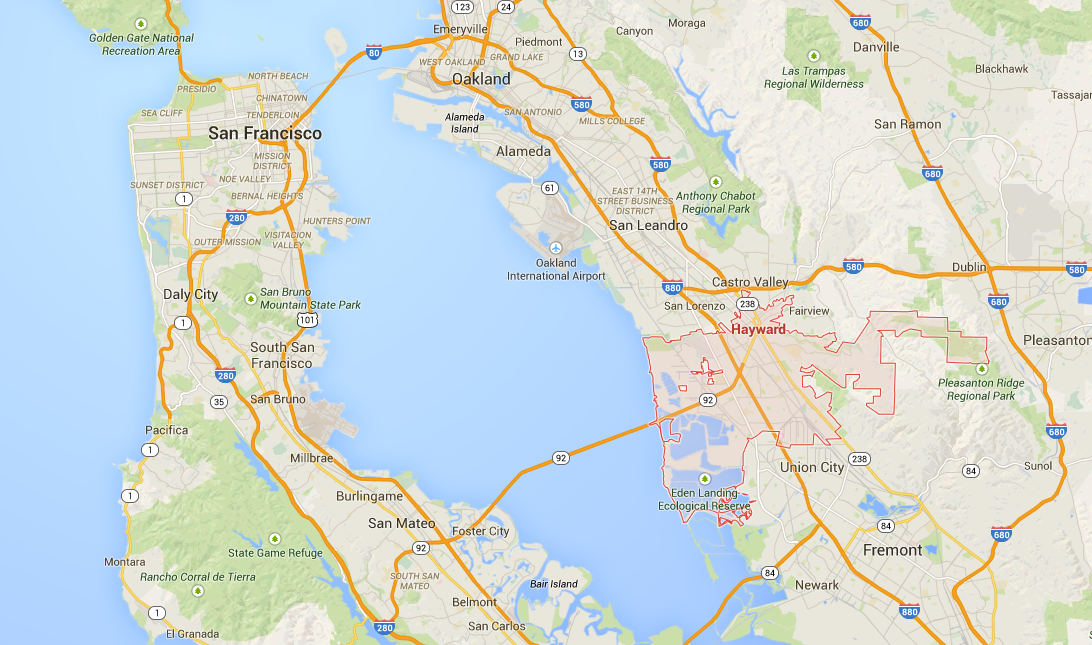 123
24
Emeryville
Moraga
Canyon
680
Golden Gate National
Recreation Area
80
Piedmont
13
Danville
WEST OAKLAND
GRAND LAKE
Las Trampas
Regional Wilderness
Blackhawk
NORTH BEACH
Oakland
PRESIDIO
CHINATOWN
580
Tassajar
SEA CLIFF
TENDERLOIN
Alameda
Island
SAN ANTONIO
MILLS COLLEGE
San Ramon
San Francisco
Alameda
MISSION
DISTRICT
580
680
SUNSET DISTRICT
NOE VALLEY
61
EAST 14TH
STREET BUSINESS
DISTRICT
Anthony Chabot
Regional Park
1
BERNAL HEIGHTS
280
HUNTERS POINT
San Leandro
OUTER MISSION
VISITACION
VALLEY
Oakland
International Airport
580
Dublin
580
Daly City
San Bruno
Mountain State Park
880
Castro Valley
680
San Lorenzo
238
Fairview
1
101
Hayward
South San
Francisco
Pleasanton
280
Pleasanton Ridge
Regional Park
35
San Bruno
92
Pacifica
680
1
Millbrae
92
238
Union City
84
Sunol
1
Burlingame
Eden Landing
Ecological Reserve
San Mateo
Foster City
84
680
State Game Refuge
92
Fremont
Montara
Rancho Corral de Tierra
SOUTH SAN
MATEO
Bair Island
84
Newark
1
Belmont
880
El Granada
280
San Carlos